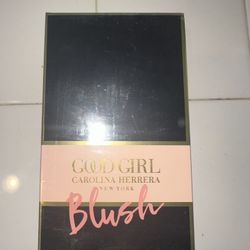 GOOD GIRL
CAROLINA HERRERA
NEW YORK
Blush